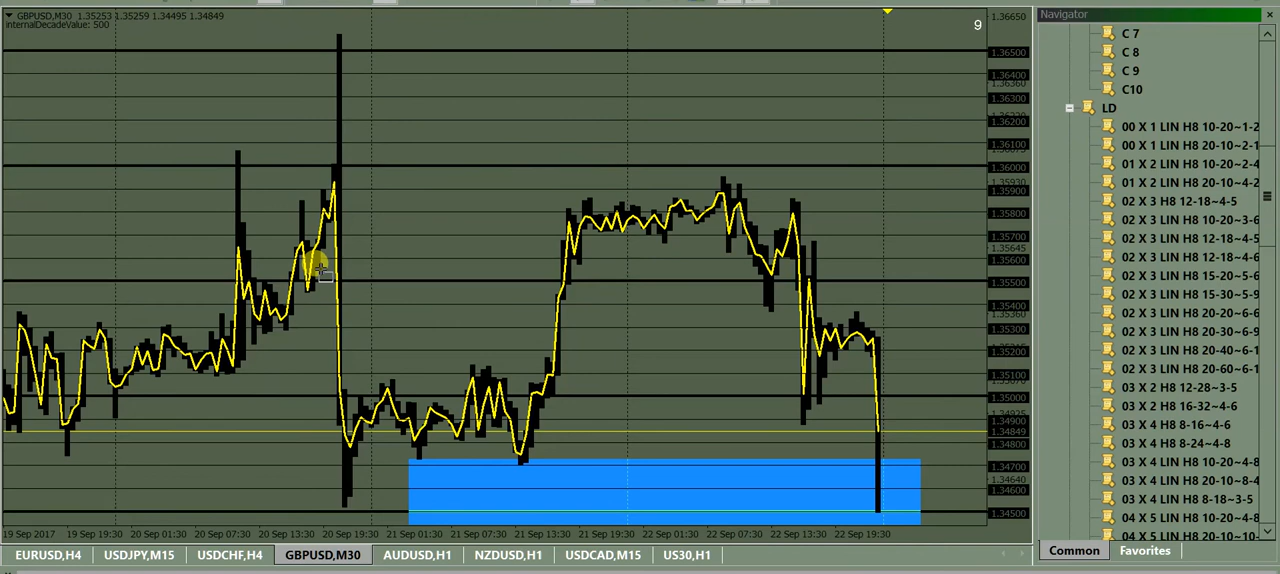 GBPUSD,M30 1.35253 1.35259 1.34495 1.34849
internalDecadeValue: 500
9
1.36650
1.36500
1.36400
1.36300
1.36200
1.36100
1.36000
1.35930
1.35800
1.35700
1.35645
1.35600
1.35500
1.35400
1.35300
1.35200
1.35100
1.35000
1.34925
1.34900
1.34849
1.34800
1.34700
1.34640
1.34600
1.34500
19 Sep 2017 19 Sep 19:30 20 Sep 01:30 20 Sep 07:30 20 Sep 13:30 20 Sep 19:30 21 Sep 01:30 21 Sep 07:30 21 Sep 13:30 21 Sep 19:30 22 Sep 01:30 22 Sep 07:30 22 Sep 13:30 22 Sep 19:30
EURUSD,H4 USDJPY,M15 USDCHF,H4 GBPUSD,M30 AUDUSD,H1 NZDUSD,H1 USDCAD,M15 US30,H1
Navigator
C 7
C 8
C 9
C10
LD
00 X 1 LIN H8 10-20~1-2
00 X 1 LIN H8 20-10~2-1
01 X 2 LIN H8 10-20~2-4
01 X 2 LIN H8 20-10~4-2
02 X 3 H8 12-18~4-5
02 X 3 LIN H8 10-20~3-6
02 X 3 LIN H8 12-18~4-5
02 X 3 LIN H8 12-18~4-6
02 X 3 LIN H8 15-20~5-6
02 X 3 LIN H8 15-30~5-9
02 X 3 LIN H8 20-20~6-6
02 X 3 LIN H8 20-30~6-9
02 X 3 LIN H8 20-40~6-1
02 X 3 LIN H8 20-60~6-1
03 X 2 H8 12-28~3-5
03 X 2 H8 16-32~4-6
03 X 4 H8 8-16~4-6
03 X 4 H8 8-24~4-8
03 X 4 LIN H8 10-20~4-8
03 X 4 LIN H8 20-10~8-4
03 X 4 LIN H8 8-18~3-5
04 X 5 LIN H8 10-20~4-8
04 X 5 LIN H8 20-10~10-
Common Favorites